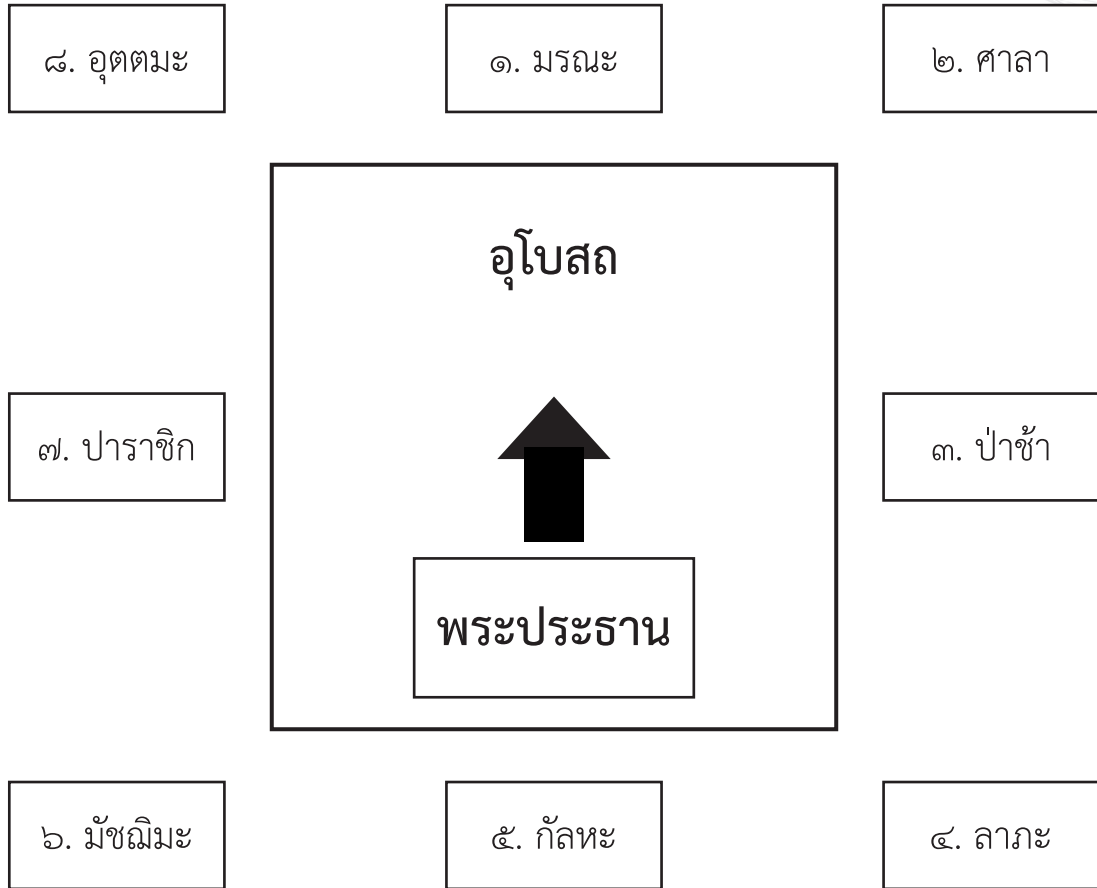 ๘. อุตตมะ
๑. มรณะ
๒. ศาลา
อุโบสถ
๗. ปาราชิก
๓. ป่าช้า
พระประธาน
๖. มัชฌิมะ
๕. กัลหะ
๔. ลาภะ